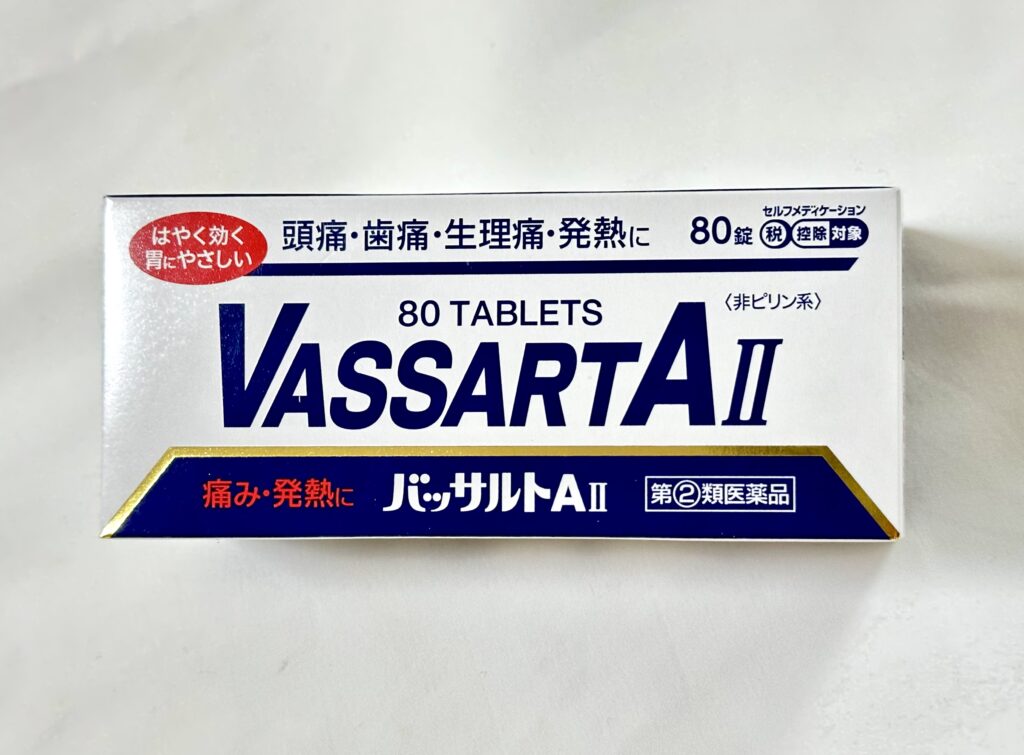 はやく効く
胃にやさしい
頭痛・歯痛・生理痛・発熱に
80錠
セルフメディケーション
税 控除 対象
80 TABLETS
〈非ピリン系〉
VASSARTAⅡ
痛み・発熱に バッサルトAⅡ 第②類医薬品